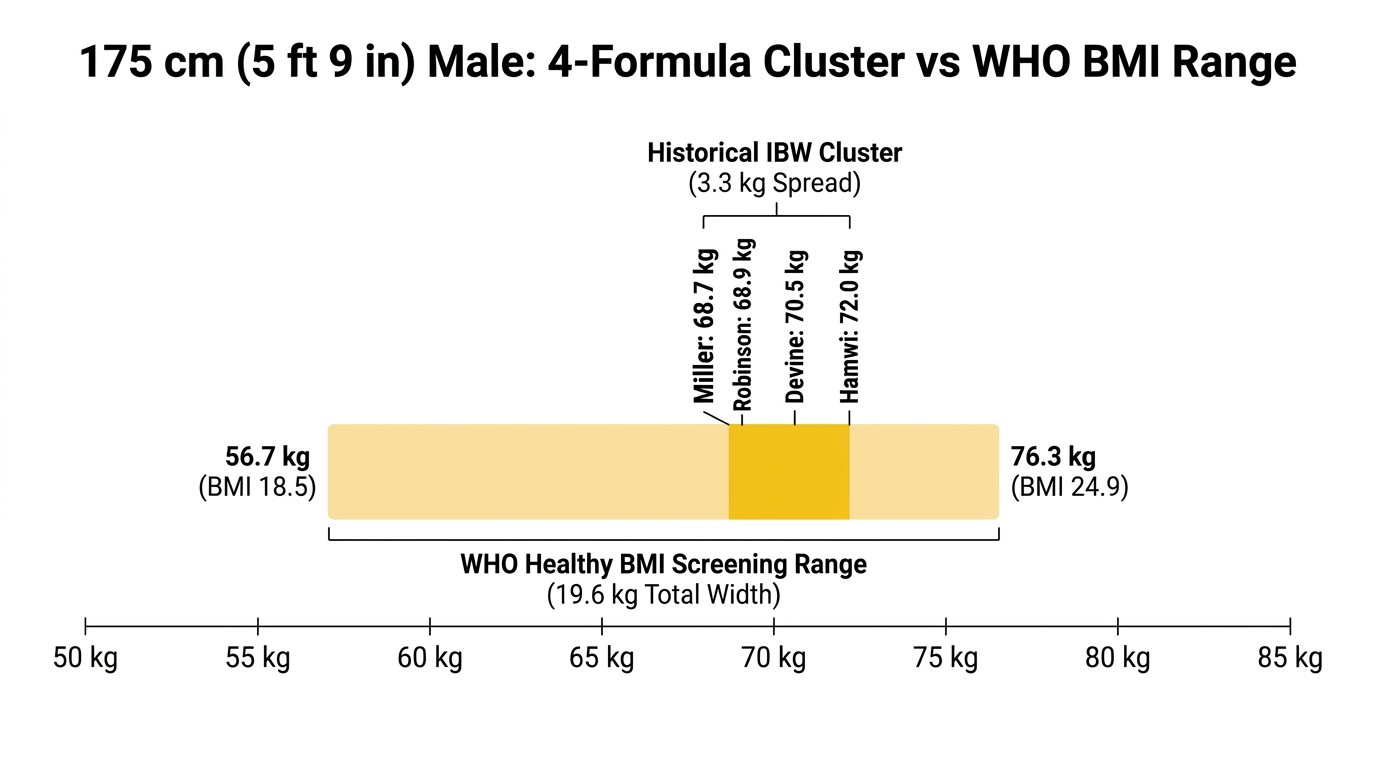 175 cm (5 ft 9 in) Male: 4-Formula Cluster vs WHO BMI Range
Historical IBW Cluster
(3.3 kg Spread)
Miller: 68.7 kg
Robinson: 68.9 kg
Devine: 70.5 kg
Hamwi: 72.0 kg
56.7 kg
(BMI 18.5)
76.3 kg
(BMI 24.9)
WHO Healthy BMI Screening Range
(19.6 kg Total Width)
50 kg
55 kg
60 kg
65 kg
70 kg
75 kg
80 kg
85 kg